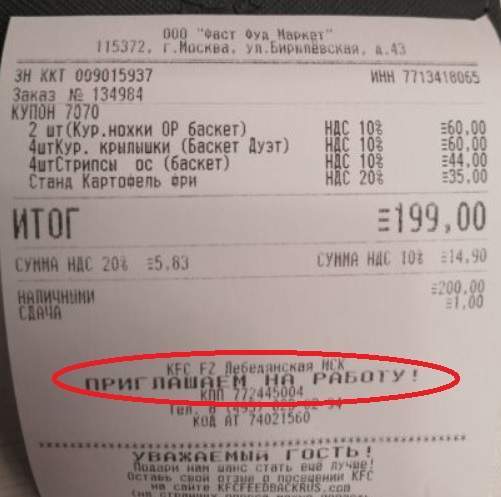 ООО "Фаст Фуд Маркет"
115372, г.Москва, ул.Бирылёвская, д.43
ЗН ККТ 009015937 ИНН 7713418065
Заказ № 134984
КУПОН 7070
2 шт(Кур.ножки ОР баскет) НДС 10% ≡60,00
4штКур. крылышки (Баскет Дуэт) НДС 10% ≡60,00
4штСтрипсы ос (баскет) НДС 10% ≡44,00
Станд Картофель фри НДС 20% ≡35,00
ИТОГ ≡199,00
СУММА НДС 20% ≡5,83 СУММА НДС 10% ≡14,90
НАЛИЧНЫМИ ≡200,00
СДАЧА ≡1,00
KFC FZ Лебедянская МСК
ПРИГЛАШАЕМ НА РАБОТУ!
КПП 772445004
Тел. 8 (495)
Код АТ 74021560
УВАЖАЕМЫЙ ГОСТЬ!
Подари нам шанс стать ещё лучше!
Оставь свой отзыв о посещении KFC
на сайте KFCFEEDBACKRUS.com